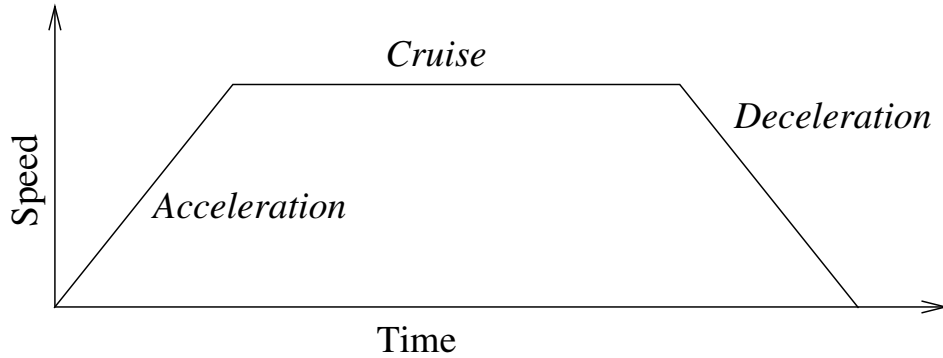 Cruise
Deceleration
Acceleration
Speed
Time